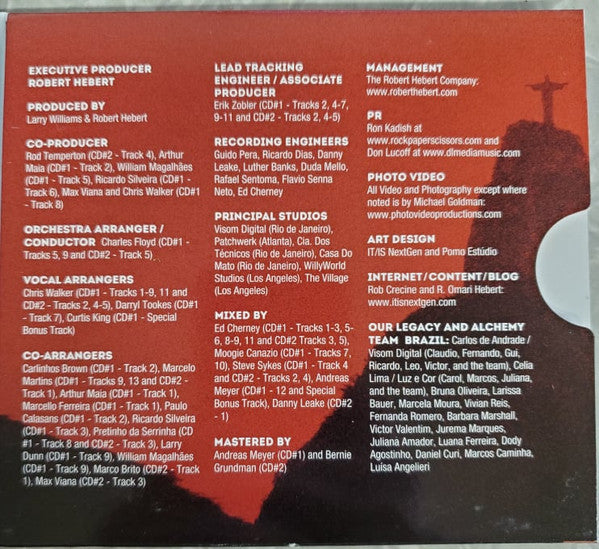 EXECUTIVE PRODUCER
ROBERT HEBERT
PRODUCED BY
Larry Williams & Robert Hebert
CO-PRODUCER
Rod Temperton (CD#2 - Track 4), Arthur
Maia (CD#1 - Track 2), William Magalhães
(CD#1 - Track 5), Ricardo Silveira (CD#1 -
Track 6), Max Viana and Chris Walker (CD#1
- Track 8)
ORCHESTRA ARRANGER /
CONDUCTOR Charles Floyd (CD#1 -
Tracks 5, 9 and CD#2 - Track 5)
VOCAL ARRANGERS
Chris Walker (CD#1 - Tracks 1-9, 11 and
CD#2 - Tracks 2, 4-5), Darryl Tookes (CD#1
- Track 7), Curtis King (CD#1 - Special
Bonus Track)
CO-ARRANGERS
Carlinhos Brown (CD#1 - Track 2), Marcelo
Martins (CD#1 - Tracks 9, 13 and CD#2 -
Track 1), Arthur Maia (CD#1 - Track 1),
Marcello Ferreira (CD#1 - Track 1), Paulo
Calasans (CD#1 - Track 2), Ricardo Silveira
(CD#1 - Track 3), Pretinho da Serrinha (CD#1
- Track 8 and CD#2 - Track 3), Larry
Dunn (CD#1 - Track 9), William Magalhães
(CD#1 - Track 9), Marco Brito (CD#2 - Track
2), Max Viana (CD#2 - Track 3)
LEAD TRACKING
ENGINEER / ASSOCIATE
PRODUCER
Erik Zobler (CD#1 - Tracks 2, 4-7,
9-11 and CD#2 - Tracks 2, 4-5)
RECORDING ENGINEERS
Guido Pera, Ricardo Dias, Danny
Leake, Luther Banks, Duda Mello,
Rafael Sentoma, Flavio Senna
Neto, Ed Cherney
PRINCIPAL STUDIOS
Visom Digital (Rio de Janeiro),
Patchwerk (Atlanta), Cia. Dos
Técnicos (Rio de Janeiro), Casa Do
Mato (Rio de Janeiro), WillyWorld
Studios (Los Angeles), The Village
(Los Angeles)
MIXED BY
Ed Cherney (CD#1 - Tracks 1-3, 5-
6, 8-9, 11 and CD#2 Tracks 3, 5),
Moogie Canazio (CD#1 - Tracks 7,
10), Steve Sykes (CD#1 - Track 4
and CD#2 - Tracks 2, 4), Andreas
Meyer (CD#1 - 12 and Special
Bonus Track), Danny Leake (CD#2
- 1)
MASTERED BY
Andreas Meyer (CD#1) and Bernie
Grundman (CD#2)
MANAGEMENT
The Robert Hebert Company:
www.roberthebert.com
PR
Ron Kadish at
www.rockpaperscissors.com and
Don Lucoff at www.dlmediamusic.com
PHOTO VIDEO
All Video and Photography except where
noted is by Michael Goldman:
www.photovideoproductions.com
ART DESIGN
IT/IS NextGen and Pomo Estúdio
INTERNET/CONTENT/BLOG
Rob Crecine and R. Omari Hebert:
www.itisnextgen.com
OUR LEGACY AND ALCHEMY
TEAM BRAZIL: Carlos de Andrade /
Visom Digital (Claudio, Fernando, Gui,
Ricardo, Leo, Victor, and the team), Celia
Lima / Luz e Cor (Carol, Marcos, Juliana,
and the team), Bruna Oliveira, Larissa
Bauer, Marcela Moura, Vivian Reis,
Fernanda Romero, Barbara Marshall,
Victor Valentim, Jurema Marques,
Juliana Amador, Luana Ferreira, Dody
Agostinho, Daniel Curi, Marcos Caminha,
Luisa Angelieri